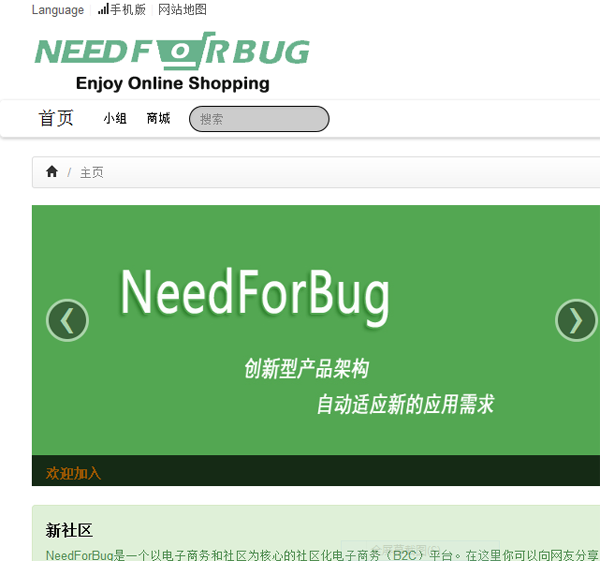 Language 手机版 网站地图
NEEDFORBUG
Enjoy Online Shopping
首页 小组 商城 搜索
/ 主页
NeedForBug
创新型产品架构
自动适应新的应用需求
欢迎加入
新社区
NeedForBug是一个以电子商务和社区为核心的社区化电子商务（B2C）平台。在这里你可以向网友分享